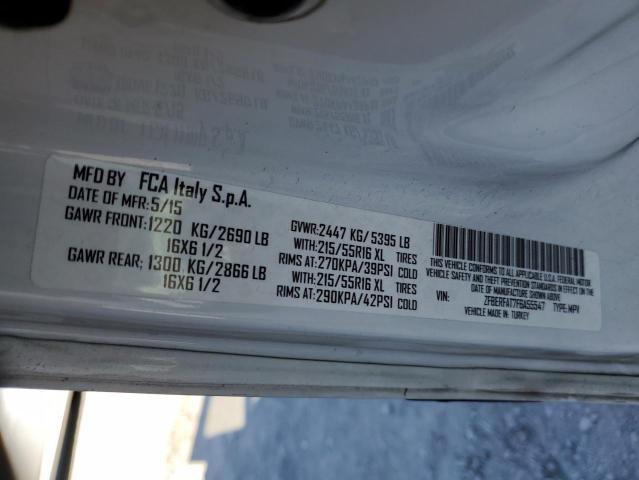 MFD BY FCA Italy S.p.A.
DATE OF MFR: 5/15
GVWR: 2447 KG/5395 LB
GAWR FRONT: 1220 KG/2690 LB WITH: 215/55R16 XL TIRES
16X6 1/2 RIMS AT: 270KPA/39PSI COLD
GAWR REAR: 1300 KG/2866 LB WITH: 215/55R16 XL TIRES
16X6 1/2 RIMS AT: 290KPA/42PSI COLD
VEHICLE CONFORMS TO ALL APPLICABLE U.S.A. FEDERAL MOTOR
VEHICLE SAFETY BUMPER AND THEFT PREVENTION STANDARDS IN EFFECT
ON THE DATE OF MANUFACTURE SHOWN ABOVE
VIN: ZFBERFAT7F6A55547 TYPE: MPV
VEHICLE MADE IN: TURKEY